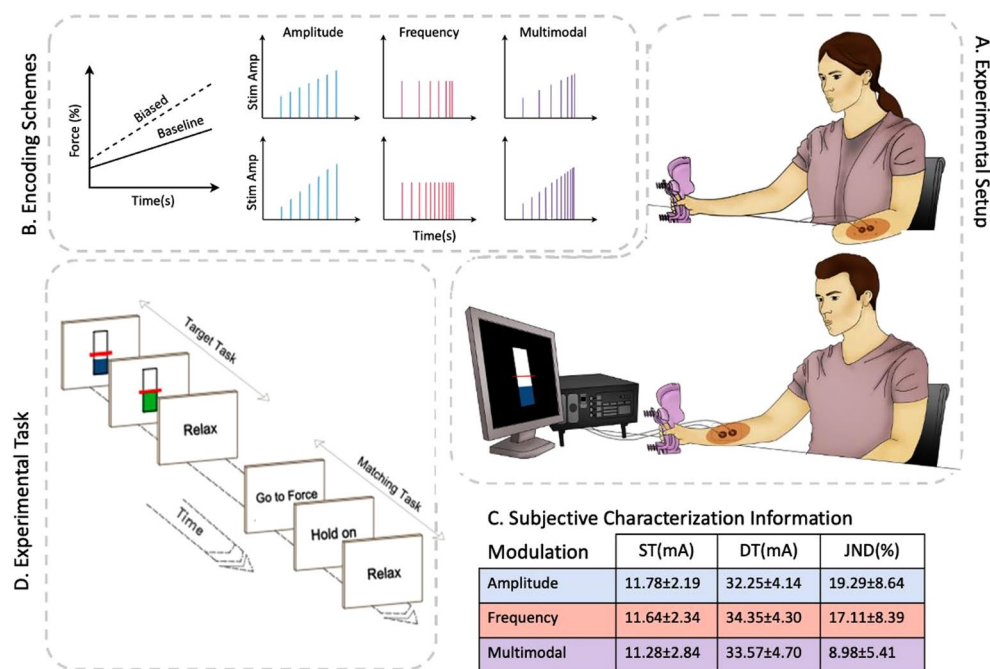 B. Encoding Schemes
Force (%)
Biased
Baseline
Time(s)
Amplitude
Frequency
Multimodal
Stim Amp
Stim Amp
Time(s)
A. Experimental Setup
D. Experimental Task
Target Task
Relax
Matching Task
Go to Force
Hold on
Relax
Time
C. Subjective Characterization Information
Modulation ST(mA) DT(mA) JND(%)
Amplitude 11.78±2.19 32.25±4.14 19.29±8.64
Frequency 11.64±2.34 34.35±4.30 17.11±8.39
Multimodal 11.28±2.84 33.57±4.70 8.98±5.41